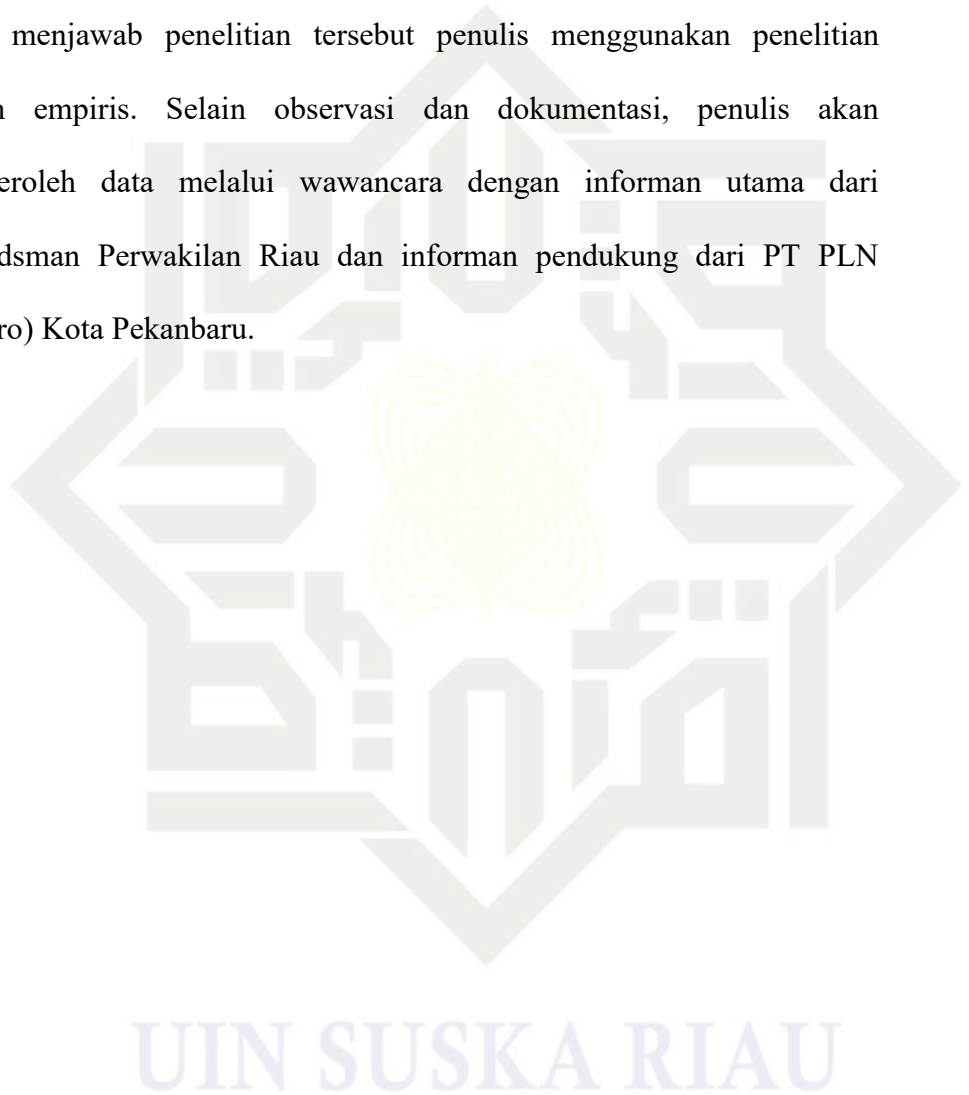 menjawab penelitian tersebut penulis menggunakan penelitian
empiris. Selain observasi dan dokumentasi, penulis akan
eroleh data melalui wawancara dengan informan utama dari
dsman Perwakilan Riau dan informan pendukung dari PT PLN
ro) Kota Pekanbaru.
UIN SUSKA RIAU